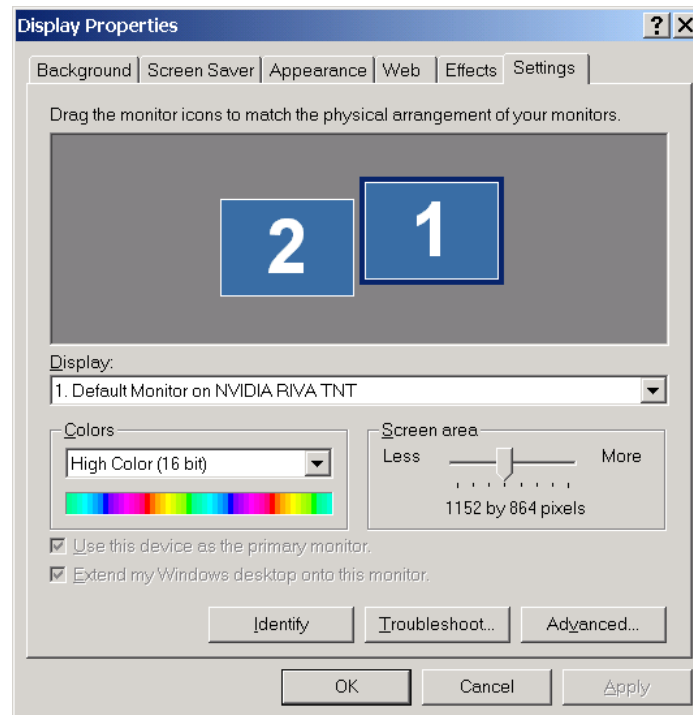 Display Properties
Background Screen Saver Appearance Web Effects Settings
Drag the monitor icons to match the physical arrangement of your monitors.
2 1
Display:
1. Default Monitor on NVIDIA RIVA TNT
Colors Screen area
High Color (16 bit) Less More
1152 by 864 pixels
Use this device as the primary monitor.
Extend my Windows desktop onto this monitor.
Identify Troubleshoot... Advanced...
OK Cancel Apply